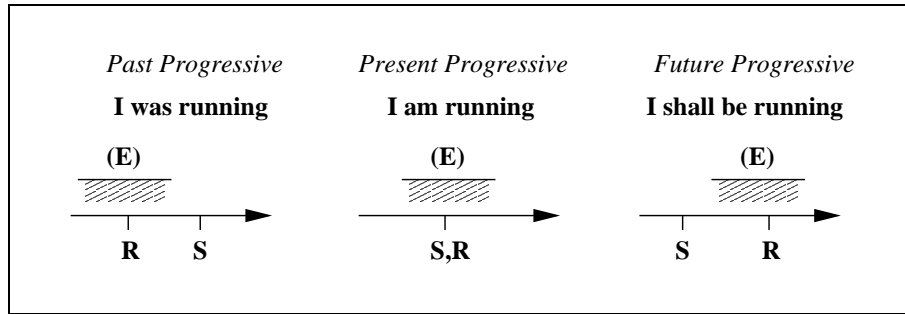 Past Progressive Present Progressive Future Progressive
I was running I am running I shall be running
(E) (E) (E)
R S S,R S R